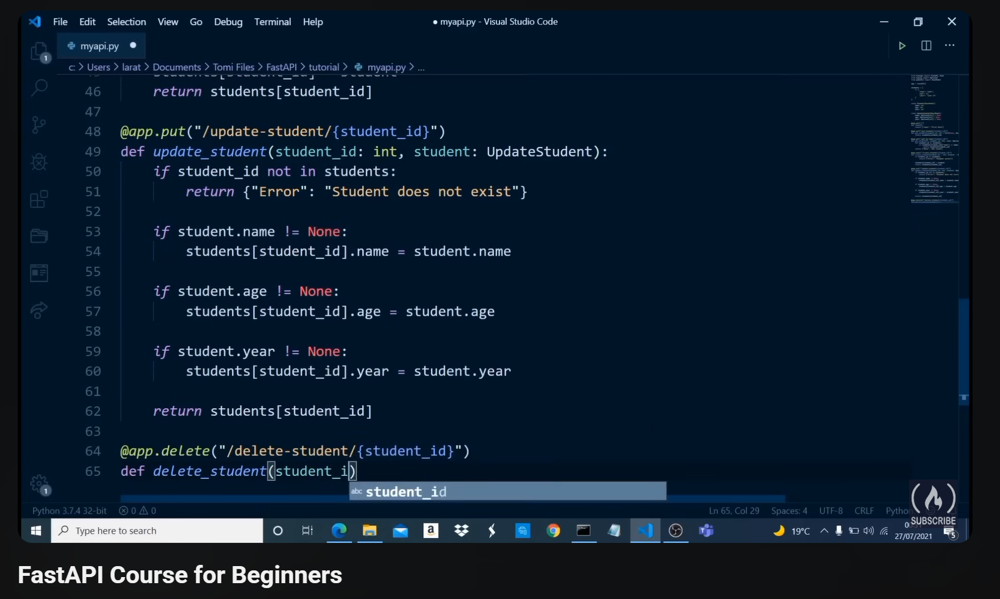 File Edit Selection View Go Debug Terminal Help
● myapi.py - Visual Studio Code
myapi.py
1
c: > Users > larat > Documents > Tomi Files > FastAPI > tutorial > myapi.py > ...
46 return students[student_id]
47
48 @app.put("/update-student/{student_id}")
49 def update_student(student_id: int, student: UpdateStudent):
50 if student_id not in students:
51 return {"Error": "Student does not exist"}
52
53 if student.name != None:
54 students[student_id].name = student.name
55
56 if student.age != None:
57 students[student_id].age = student.age
58
59 if student.year != None:
60 students[student_id].year = student.year
61
62 return students[student_id]
63
64 @app.delete("/delete-student/{student_id}")
65 def delete_student(student_i)
abc student_id
1
Python 3.7.4 32-bit 0 0 Ln 65, Col 29 Spaces: 4 UTF-8 CRLF Python
SUBSCRIBE
Type here to search
a
19°C
27/07/2021
5
FastAPI Course for Beginners